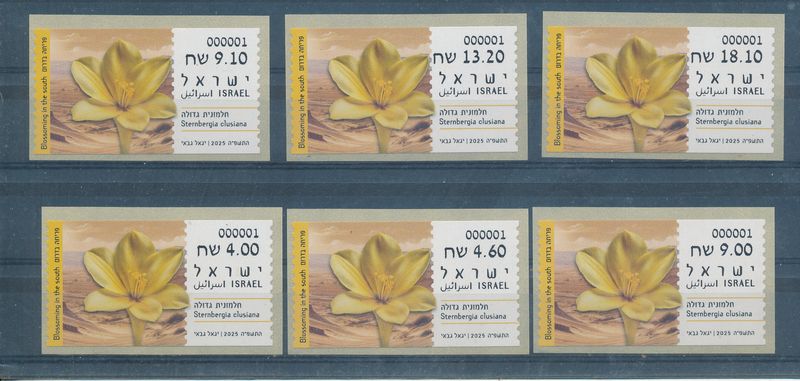 Blossoming in the south פריחה בדרום
000001
9.10 שח
ישראל
ISRAEL اسرائيل
חלמונית גדולה
Sternbergia clusiana
התשפ"ה 2025 | יגאל גבאי
Blossoming in the south פריחה בדרום
000001
13.20 שח
ישראל
ISRAEL اسرائيل
חלמונית גדולה
Sternbergia clusiana
התשפ"ה 2025 | יגאל גבאי
Blossoming in the south פריחה בדרום
000001
18.10 שח
ישראל
ISRAEL اسرائيل
חלמונית גדולה
Sternbergia clusiana
התשפ"ה 2025 | יגאל גבאי
Blossoming in the south פריחה בדרום
000001
4.00 שח
ישראל
ISRAEL اسرائيل
חלמונית גדולה
Sternbergia clusiana
התשפ"ה 2025 | יגאל גבאי
Blossoming in the south פריחה בדרום
000001
4.60 שח
ישראל
ISRAEL اسرائيل
חלמונית גדולה
Sternbergia clusiana
התשפ"ה 2025 | יגאל גבאי
Blossoming in the south פריחה בדרום
000001
9.00 שח
ישראל
ISRAEL اسرائيل
חלמונית גדולה
Sternbergia clusiana
התשפ"ה 2025 | יגאל גבאי